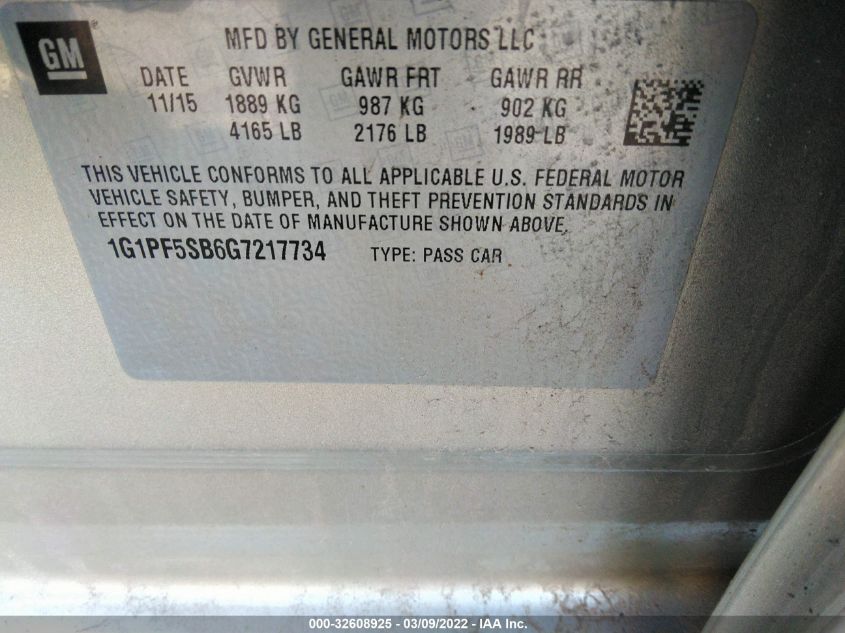 GM ®
MFD BY GENERAL MOTORS LLC
DATE GVWR GAWR FRT GAWR RR
11/15 1889 KG 987 KG 902 KG
4165 LB 2176 LB 1989 LB
THIS VEHICLE CONFORMS TO ALL APPLICABLE U.S. FEDERAL MOTOR
VEHICLE SAFETY, BUMPER, AND THEFT PREVENTION STANDARDS IN
EFFECT ON THE DATE OF MANUFACTURE SHOWN ABOVE.
1G1PF5SB6G7217734 TYPE: PASS CAR
000-32608925 - 03/09/2022 - IAA Inc.